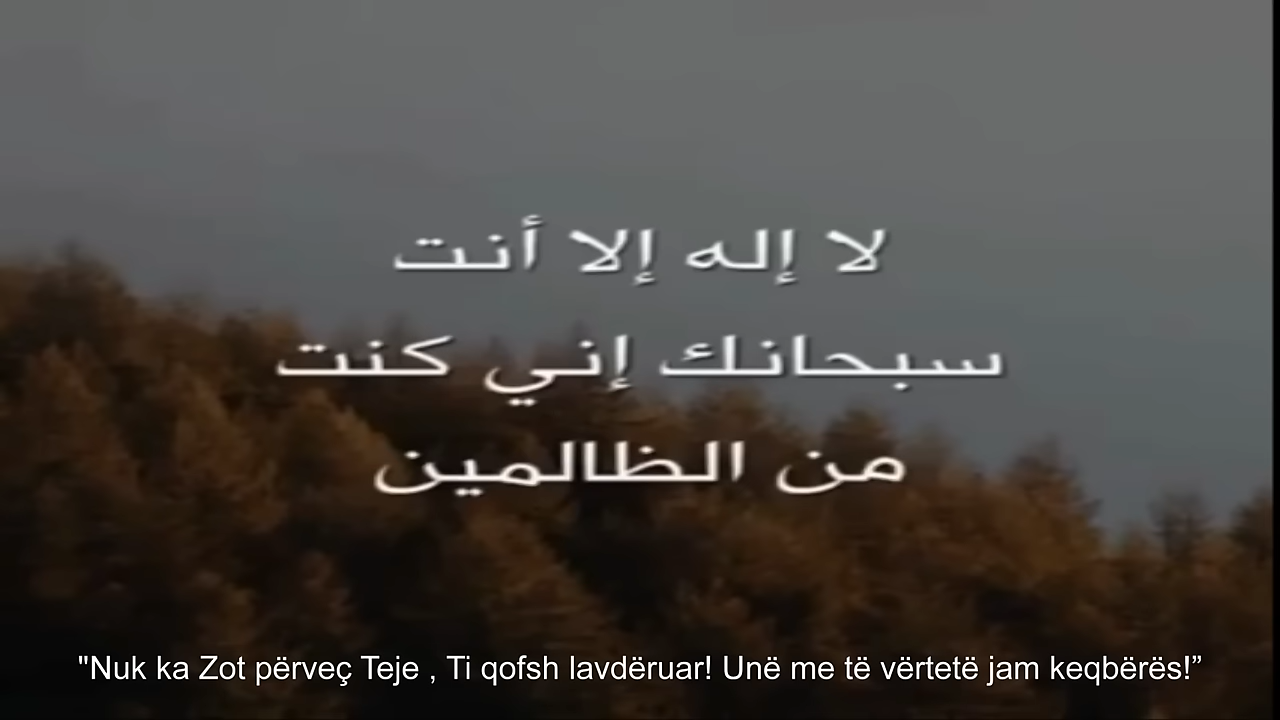 لا إله إلا أنت
سبحانك إني كنت
من الظالمين
"Nuk ka Zot përveç Teje , Ti qofsh lavdëruar! Unë me të vërtetë jam keqbërës!”